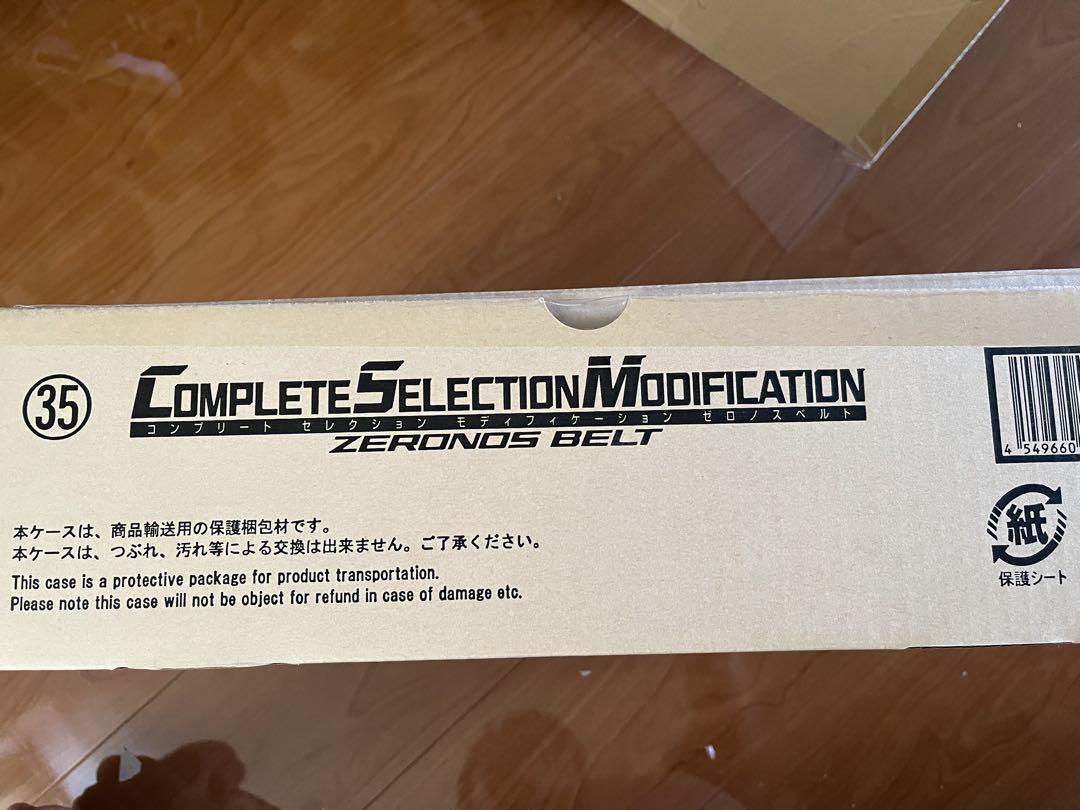 35
COMPLETE SELECTION MODIFICATION
コンプリート セレクション モディフィケーション ゼロノスベルト
ZERONOS BELT
本ケースは、商品輸送用の保護梱包材です。
本ケースは、つぶれ、汚れ等による交換は出来ません。ご了承ください。
This case is a protective package for product transportation.
Please note this case will not be object for refund in case of damage etc.
4 549660
紙
保護シート